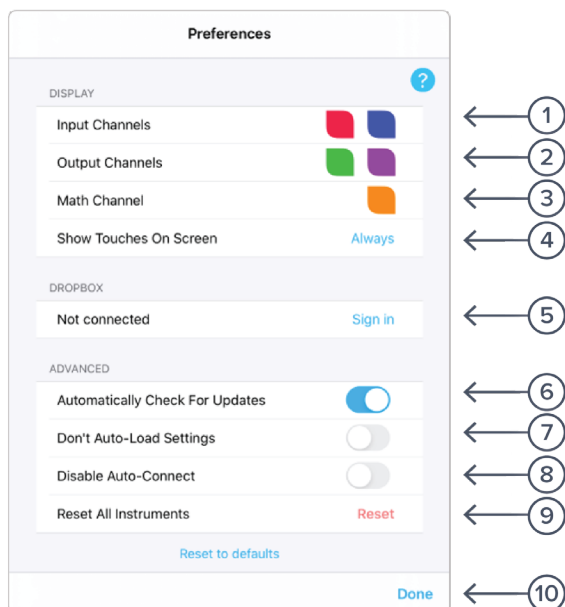 Preferences
?
DISPLAY
Input Channels
1
Output Channels
2
Math Channel
3
Show Touches On Screen Always
4
DROPBOX
Not connected Sign in
5
ADVANCED
Automatically Check For Updates
6
Don't Auto-Load Settings
7
Disable Auto-Connect
8
Reset All Instruments Reset
9
Reset to defaults
Done
10